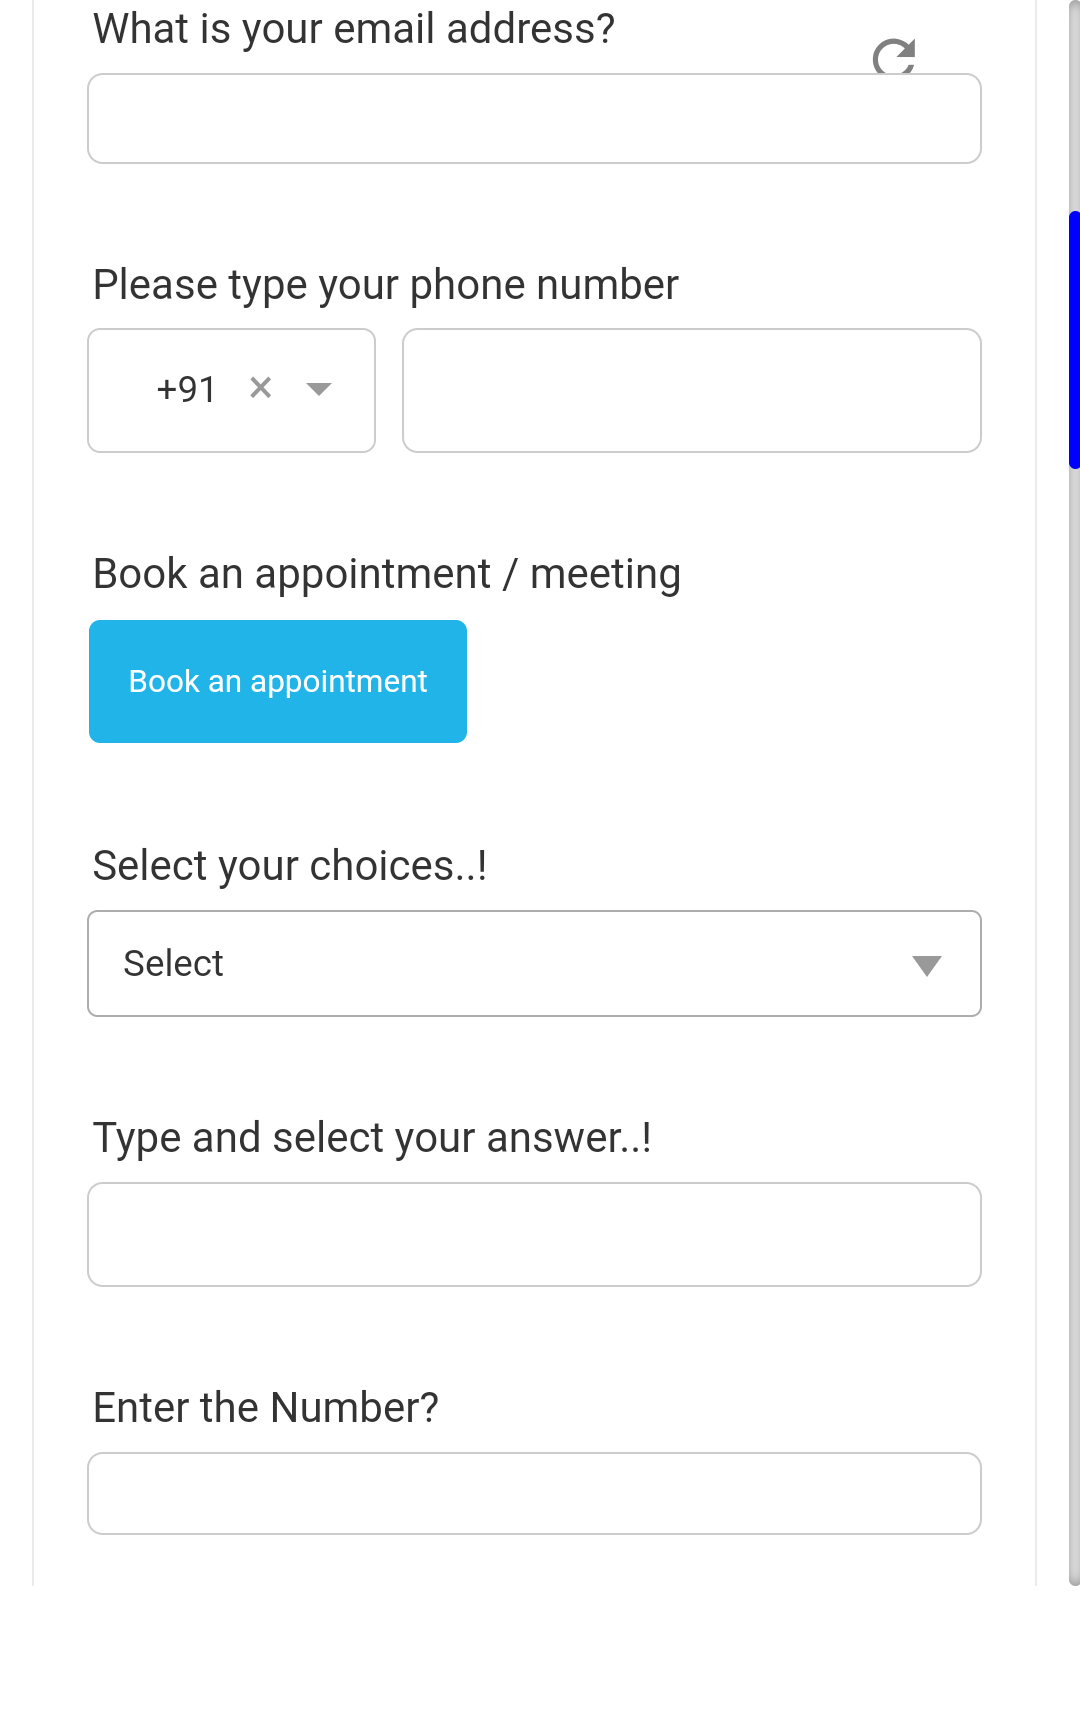 What is your email address?
Please type your phone number
+91
Book an appointment / meeting
Book an appointment
Select your choices..!
Select
Type and select your answer..!
Enter the Number?